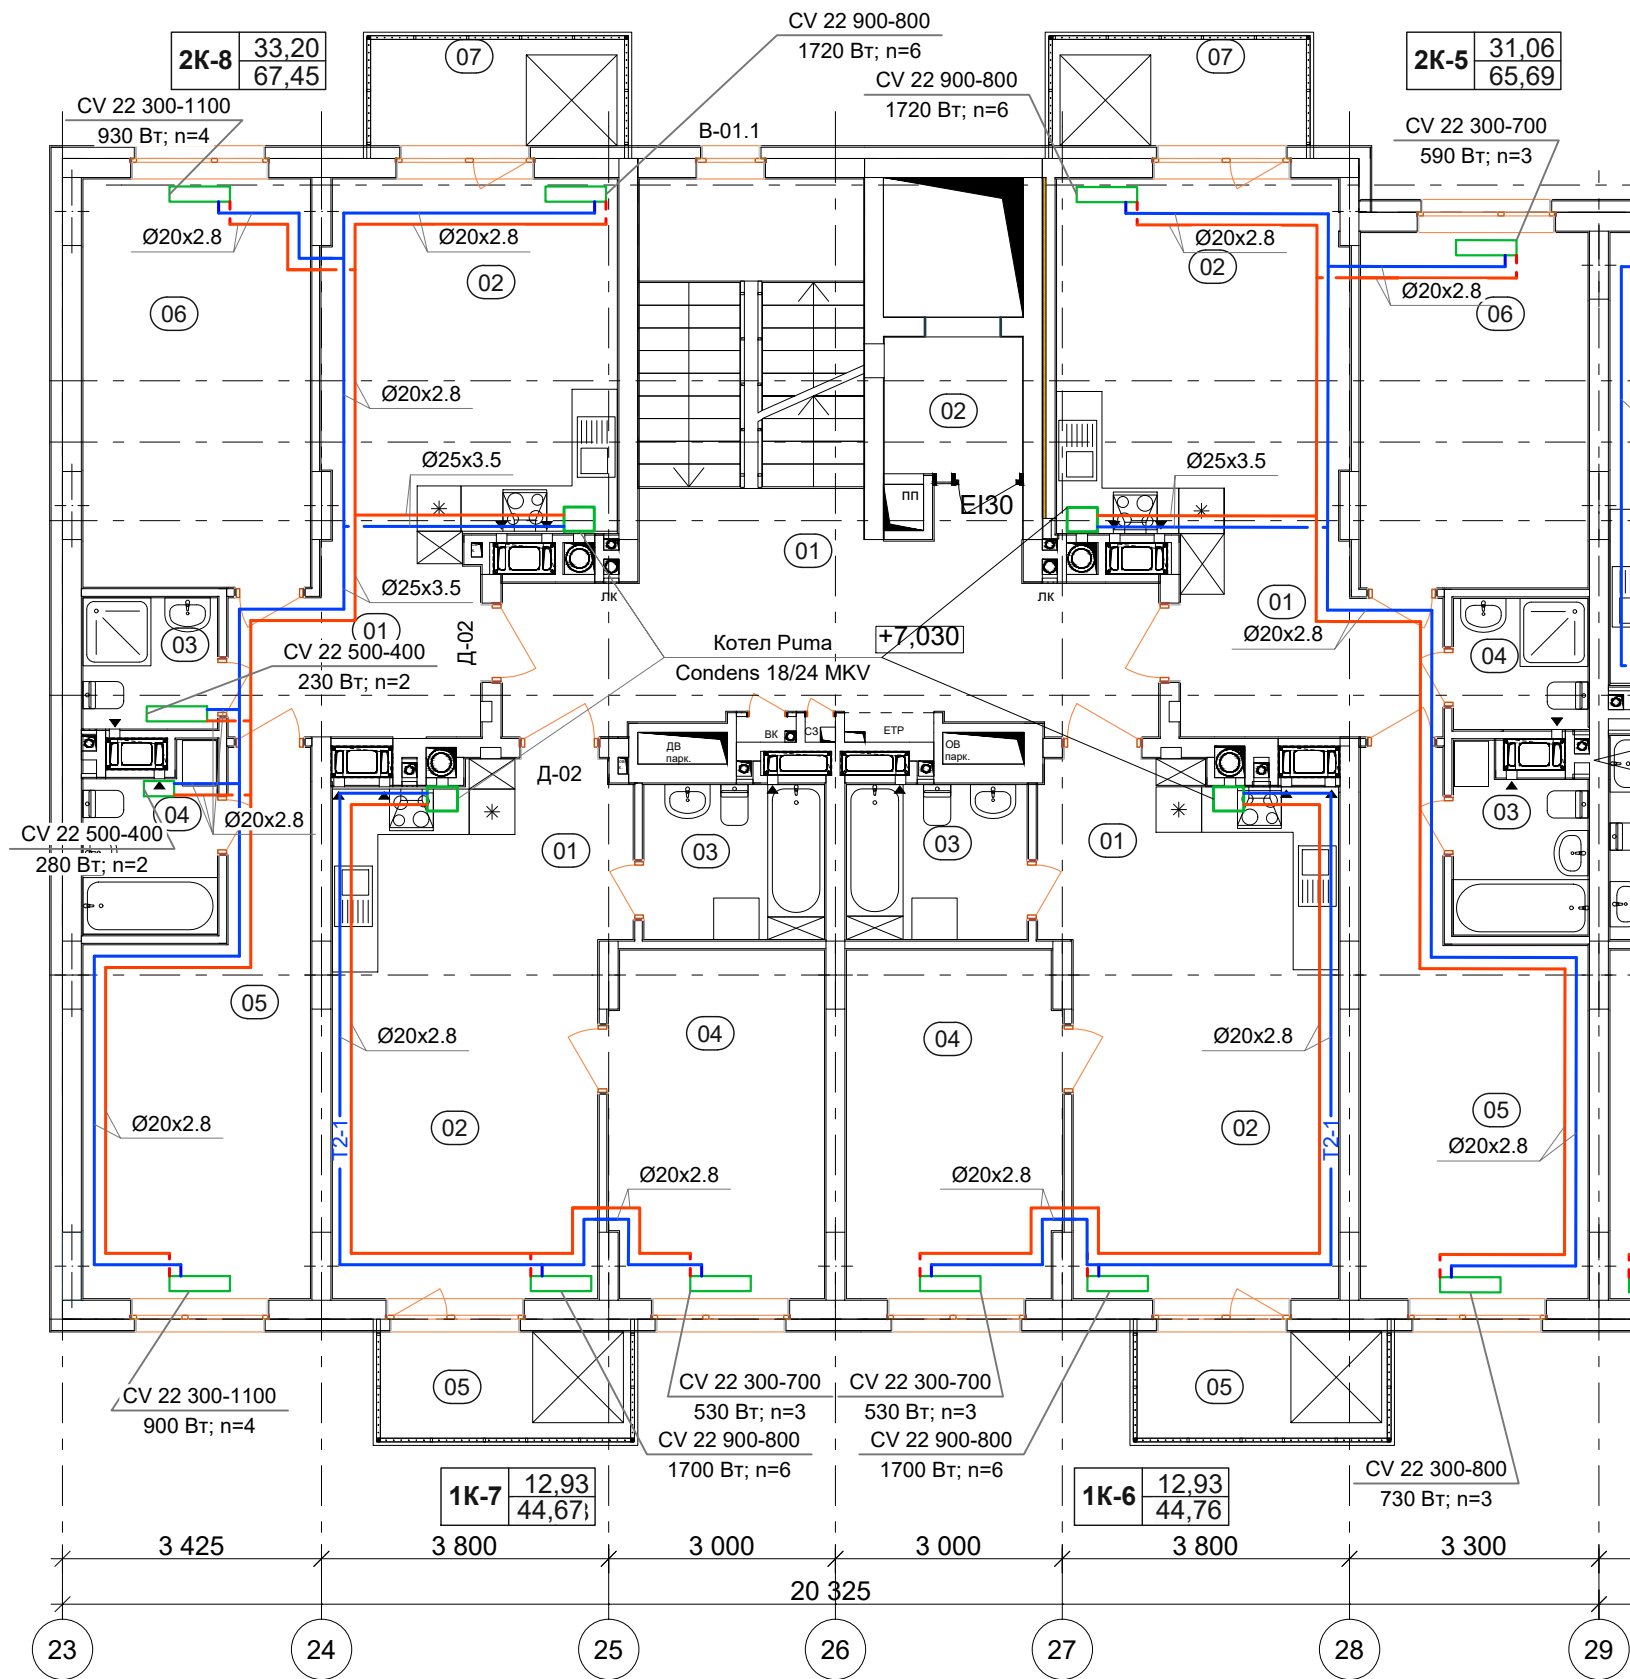 CV 22 900-800
1720 Вт; n=6
2К-8
33,20
67,45
07
07
2К-5
31,06
65,69
CV 22 900-800
1720 Вт; n=6
CV 22 300-1100
930 Вт; n=4
В-01.1
CV 22 300-700
590 Вт; n=3
Ø20x2.8
Ø20x2.8
Ø20x2.8
02
02
Ø20x2.8
06
06
Ø20x2.8
02
Ø25x3.5
Ø25x3.5
пп
EI30
01
Ø25x3.5
лк
лк
01
01
03
Д-02
Котел Puma
Condens 18/24 MKV
+7,030
Ø20x2.8
CV 22 500-400
230 Вт; n=2
04
ДВ
парк.
ВК
СЗ
ЕТР
ОВ
парк.
Д-02
04
Ø20x2.8
03
CV 22 500-400
280 Вт; n=2
01
03
03
01
05
Ø20x2.8
04
04
Ø20x2.8
Ø20x2.8
02
Т2-1
02
Т2-1
05
Ø20x2.8
Ø20x2.8
Ø20x2.8
05
05
CV 22 300-1100
900 Вт; n=4
CV 22 300-700
530 Вт; n=3
CV 22 300-700
530 Вт; n=3
CV 22 900-800
1700 Вт; n=6
CV 22 900-800
1700 Вт; n=6
CV 22 300-800
730 Вт; n=3
1К-7
12,93
44,67
1К-6
12,93
44,76
3 425
3 800
3 000
3 000
3 800
3 300
20 325
23
24
25
26
27
28
29